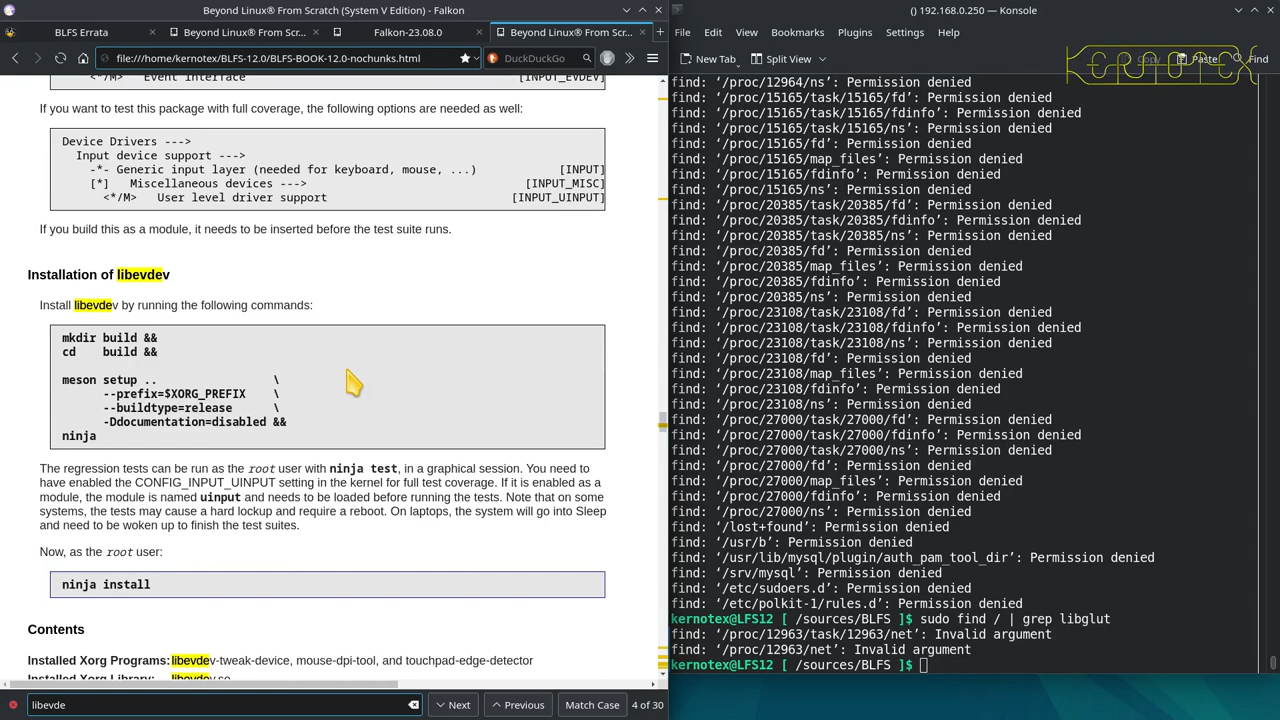 Beyond Linux® From Scratch (System V Edition) - Falkon
BLFS Errata
Beyond Linux® From Scr...
Falkon-23.08.0
Beyond Linux® From Scr...
file:///home/kernotex/BLFS-12.0/BLFS-BOOK-12.0-nochunks.html
DuckDuckGo
<*/M> Event interface [INPUT_EVDEV]
If you want to test this package with full coverage, the following options are needed as well:
Device Drivers --->
Input device support --->
-*- Generic input layer (needed for keyboard, mouse, ...) [INPUT]
[*] Miscellaneous devices ---> [INPUT_MISC]
<*/M> User level driver support [INPUT_UINPUT]
If you build this as a module, it needs to be inserted before the test suite runs.
Installation of libevdev
Install libevdev by running the following commands:
mkdir build &&
cd build &&
meson setup .. \
--prefix=$XORG_PREFIX \
--buildtype=release \
-Ddocumentation=disabled &&
ninja
The regression tests can be run as the root user with ninja test, in a graphical session. You need to
have enabled the CONFIG_INPUT_UINPUT setting in the kernel for full test coverage. If it is enabled as a
module, the module is named uinput and needs to be loaded before running the tests. Note that on some
systems, the tests may cause a hard lockup and require a reboot. On laptops, the system will go into Sleep
and need to be woken up to finish the test suites.
Now, as the root user:
ninja install
Contents
Installed Xorg Programs: libevdev-tweak-device, mouse-dpi-tool, and touchpad-edge-detector
Installed Xorg Library: libevdev.so
libevde
Next
Previous
Match Case
4 of 30
() 192.168.0.250 — Konsole
File Edit View Bookmarks Plugins Settings Help
New Tab Split View Copy Paste Find
KERNOTEX
find: ‘/proc/12964/ns’: Permission denied
find: ‘/proc/15165/task/15165/fd’: Permission denied
find: ‘/proc/15165/task/15165/fdinfo’: Permission denied
find: ‘/proc/15165/task/15165/ns’: Permission denied
find: ‘/proc/15165/fd’: Permission denied
find: ‘/proc/15165/map_files’: Permission denied
find: ‘/proc/15165/fdinfo’: Permission denied
find: ‘/proc/15165/ns’: Permission denied
find: ‘/proc/20385/task/20385/fd’: Permission denied
find: ‘/proc/20385/task/20385/fdinfo’: Permission denied
find: ‘/proc/20385/task/20385/ns’: Permission denied
find: ‘/proc/20385/fd’: Permission denied
find: ‘/proc/20385/map_files’: Permission denied
find: ‘/proc/20385/fdinfo’: Permission denied
find: ‘/proc/20385/ns’: Permission denied
find: ‘/proc/23108/task/23108/fd’: Permission denied
find: ‘/proc/23108/task/23108/fdinfo’: Permission denied
find: ‘/proc/23108/task/23108/ns’: Permission denied
find: ‘/proc/23108/fd’: Permission denied
find: ‘/proc/23108/map_files’: Permission denied
find: ‘/proc/23108/fdinfo’: Permission denied
find: ‘/proc/23108/ns’: Permission denied
find: ‘/proc/27000/task/27000/fd’: Permission denied
find: ‘/proc/27000/task/27000/fdinfo’: Permission denied
find: ‘/proc/27000/task/27000/ns’: Permission denied
find: ‘/proc/27000/fd’: Permission denied
find: ‘/proc/27000/map_files’: Permission denied
find: ‘/proc/27000/fdinfo’: Permission denied
find: ‘/proc/27000/ns’: Permission denied
find: ‘/lost+found’: Permission denied
find: ‘/usr/b’: Permission denied
find: ‘/usr/lib/mysql/plugin/auth_pam_tool_dir’: Permission denied
find: ‘/srv/mysql’: Permission denied
find: ‘/etc/sudoers.d’: Permission denied
find: ‘/etc/polkit-1/rules.d’: Permission denied
kernotex@LFS12 [ /sources/BLFS ]$ sudo find / | grep libglut
find: ‘/proc/12963/task/12963/net’: Invalid argument
find: ‘/proc/12963/net’: Invalid argument
kernotex@LFS12 [ /sources/BLFS ]$